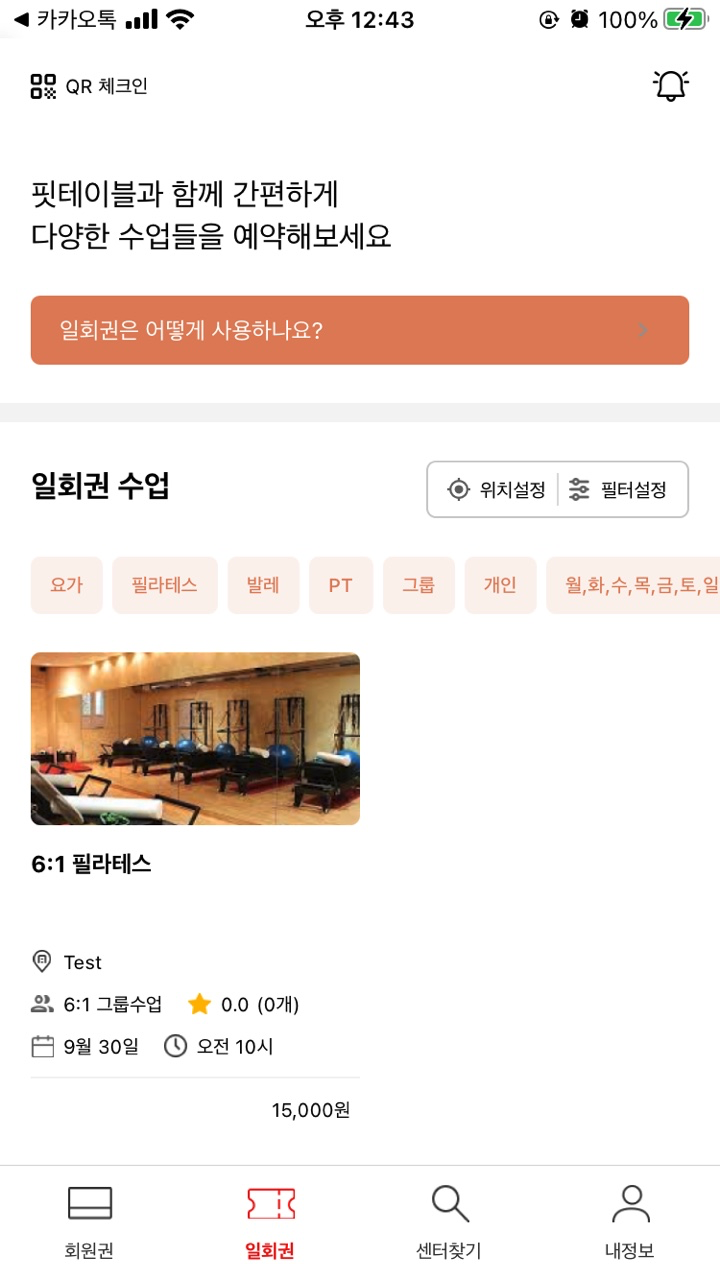 카카오톡
오후 12:43
100%
QR 체크인
핏테이블과 함께 간편하게
다양한 수업들을 예약해보세요
일회권은 어떻게 사용하나요?
일회권 수업
위치설정
필터설정
요가
필라테스
발레
PT
그룹
개인
월,화,수,목,금,토,일
6:1 필라테스
Test
6:1 그룹수업
0.0 (0개)
9월 30일
오전 10시
15,000원
회원권
일회권
센터찾기
내정보